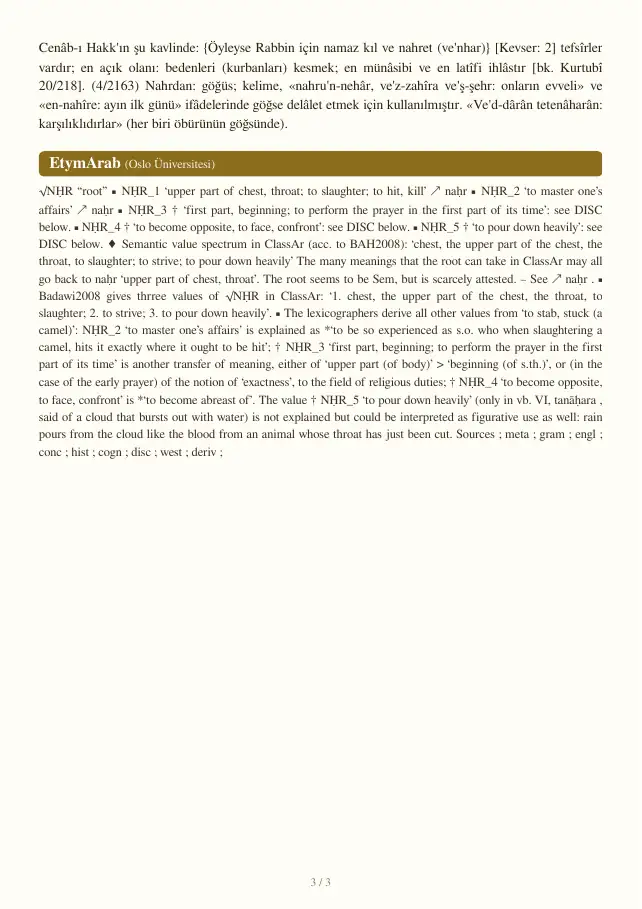 Cenâb-ı Hakk'ın şu kavlinde: {Öyleyse Rabbin için namaz kıl ve nahret (ve'nhar)} [Kevser: 2] tefsîrler
vardır; en açık olanı: bedenleri (kurbanları) kesmek; en münâsibi ve en latîfi ihlâstır [bk. Kurtubî
20/218]. (4/2163) Nahrdan: göğüs; kelime, «nahru'n-nehâr, ve'z-zahîra ve'ş-şehr: onların evveli» ve
«en-nahîre: ayın ilk günü» ifâdelerinde göğse delâlet etmek için kullanılmıştır. «Ve'd-dârân tetenâharân:
karşılıklıdırlar» (her biri öbürünün göğsünde).
EtymArab (Oslo Üniversitesi)
√NḤR “root” ▪ NḤR_1 ‘upper part of chest, throat; to slaughter; to hit, kill’ ↗ naḥr ▪ NḤR_2 ‘to master one’s
affairs’ ↗ naḥr ▪ NḤR_3 † ‘first part, beginning; to perform the prayer in the first part of its time’: see DISC
below. ▪ NḤR_4 † ‘to become opposite, to face, confront’: see DISC below. ▪ NḤR_5 † ‘to pour down heavily’: see
DISC below. ♦ Semantic value spectrum in ClassAr (acc. to BAH2008): ‘chest, the upper part of the chest, the
throat, to slaughter; to strive; to pour down heavily’ The many meanings that the root can take in ClassAr may all
go back to naḥr ‘upper part of chest, throat’. The root seems to be Sem, but is scarcely attested. – See ↗ naḥr . ▪
Badawi2008 gives thrree values of √NḤR in ClassAr: ‘1. chest, the upper part of the chest, the throat, to
slaughter; 2. to strive; 3. to pour down heavily’. ▪ The lexicographers derive all other values from ‘to stab, stuck (a
camel)’: NḤR_2 ‘to master one’s affairs’ is explained as *‘to be so experienced as s.o. who when slaughtering a
camel, hits it exactly where it ought to be hit’; † NḤR_3 ‘first part, beginning; to perform the prayer in the first
part of its time’ is another transfer of meaning, either of ‘upper part (of body)’ > ‘beginning (of s.th.)’, or (in the
case of the early prayer) of the notion of ‘exactness’, to the field of religious duties; † NḤR_4 ‘to become opposite,
to face, confront’ is *‘to become abreast of’. The value † NḤR_5 ‘to pour down heavily’ (only in vb. VI, tanāḥara ,
said of a cloud that bursts out with water) is not explained but could be interpreted as figurative use as well: rain
pours from the cloud like the blood from an animal whose throat has just been cut. Sources ; meta ; gram ; engl ;
conc ; hist ; cogn ; disc ; west ; deriv ;
3 / 3